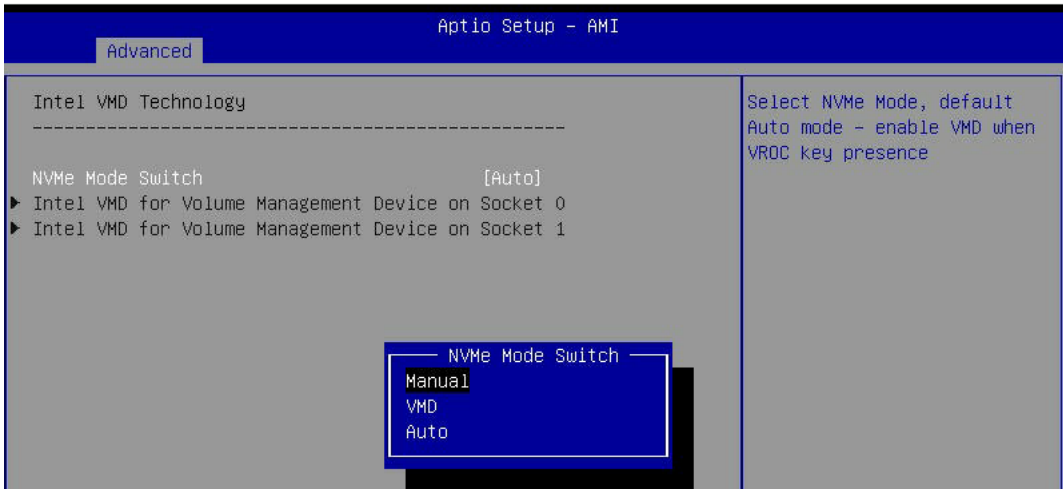 Aptio Setup – AMI
Advanced
Intel VMD Technology
--------------------------------------------------
NVMe Mode Switch [Auto]
Intel VMD for Volume Management Device on Socket 0
Intel VMD for Volume Management Device on Socket 1
Select NVMe Mode, default
Auto mode – enable VMD when
VROC key presence
NVMe Mode Switch
Manual
VMD
Auto